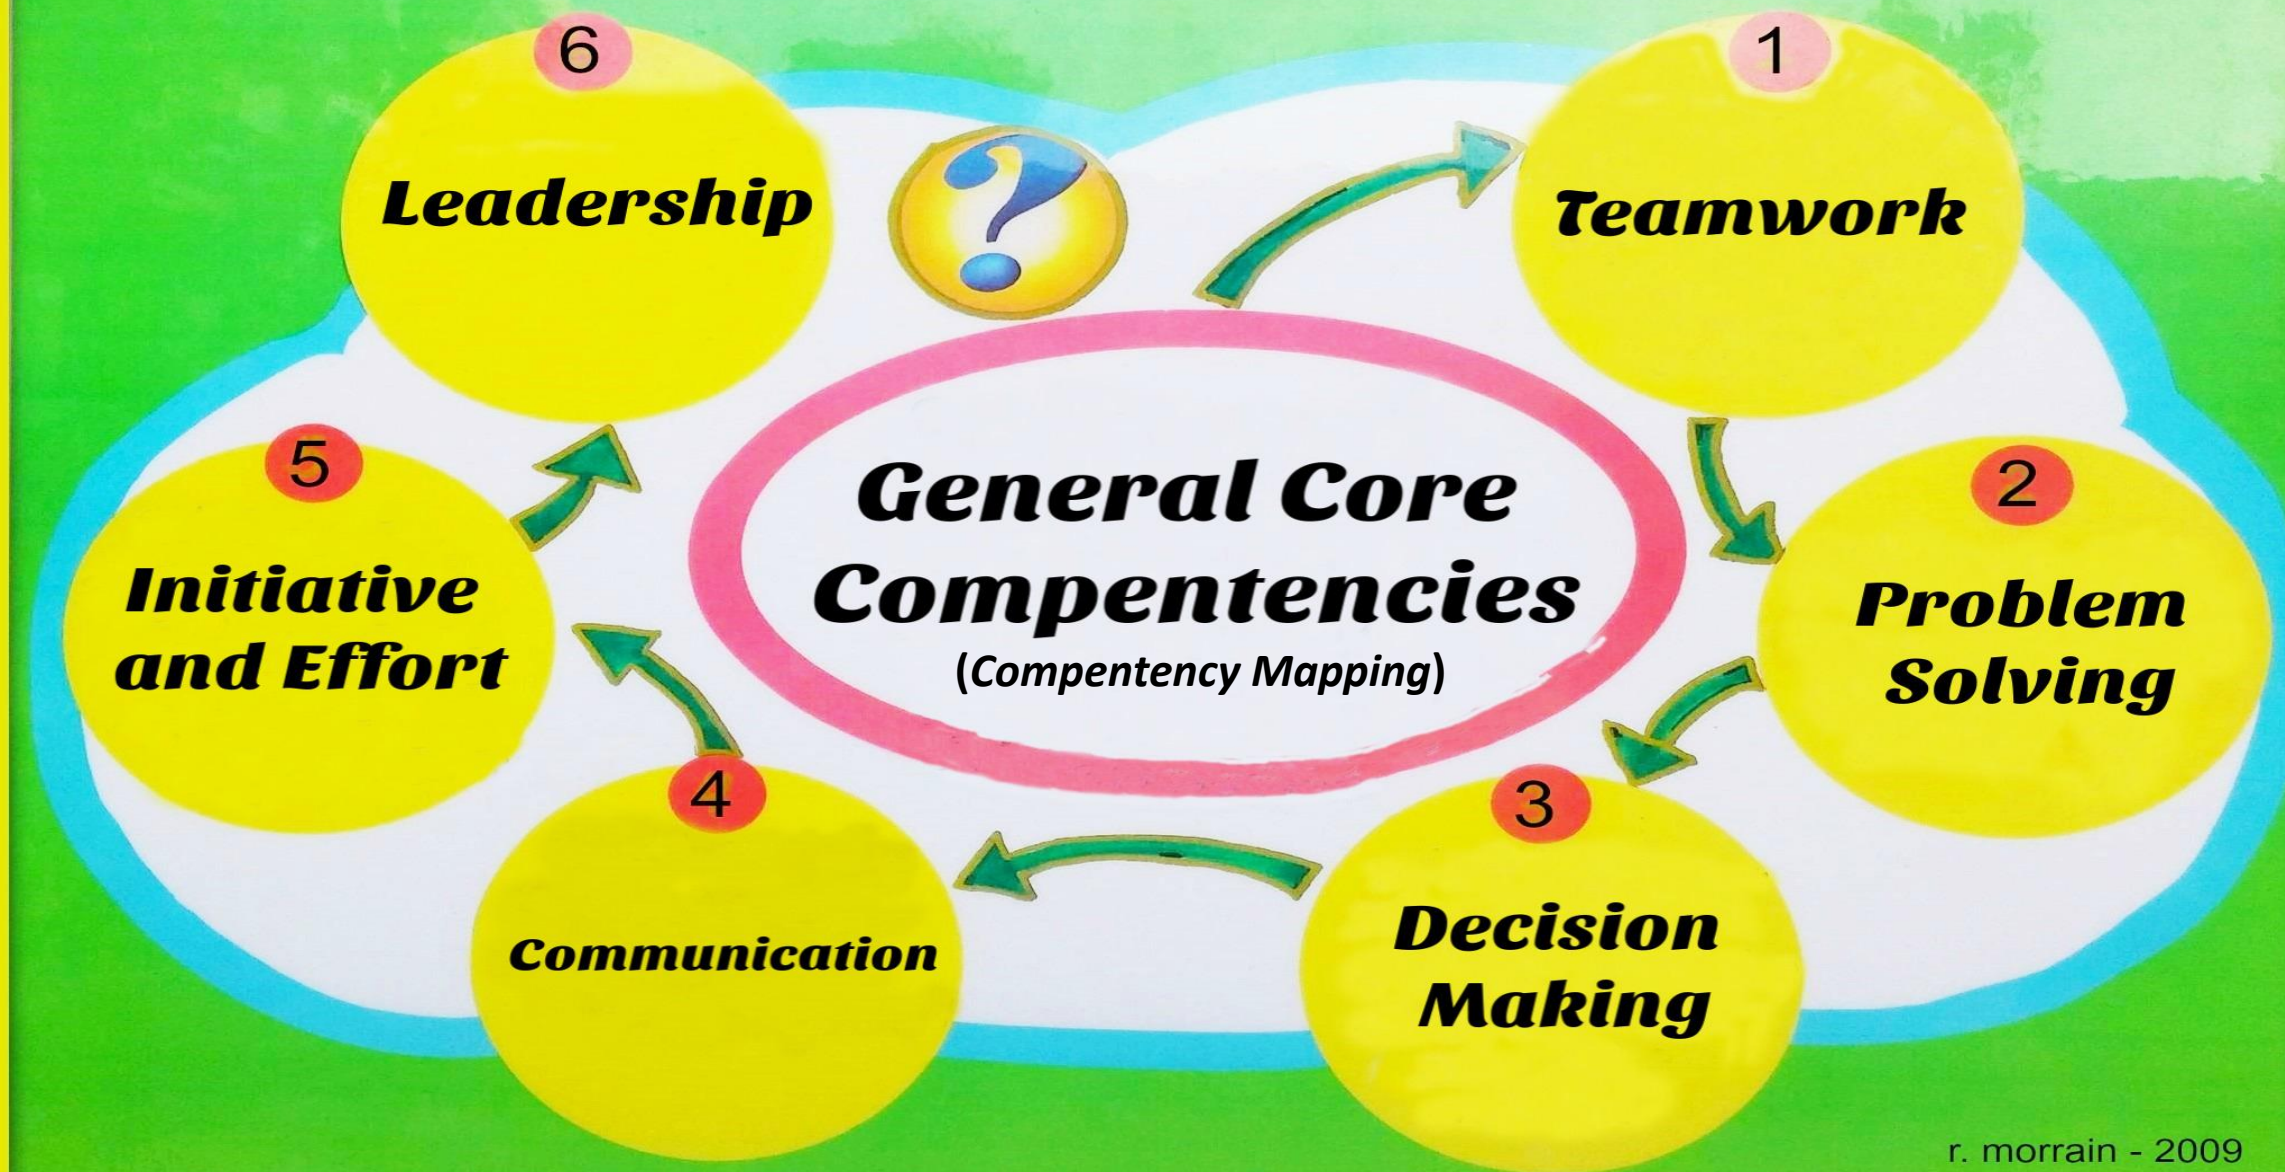 General Core
Compentencies
(Compentency Mapping)
1
Teamwork
2
Problem
Solving
3
Decision
Making
4
Communication
5
Initiative
and Effort
6
Leadership
?
r. morrain - 2009